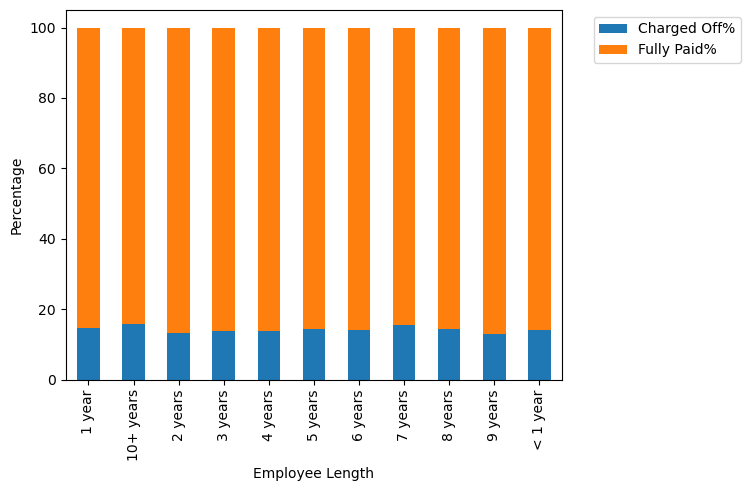 Charged Off%
Fully Paid%
100
80
60
40
20
0
Percentage
1 year
10+ years
2 years
3 years
4 years
5 years
6 years
7 years
8 years
9 years
< 1 year
Employee Length